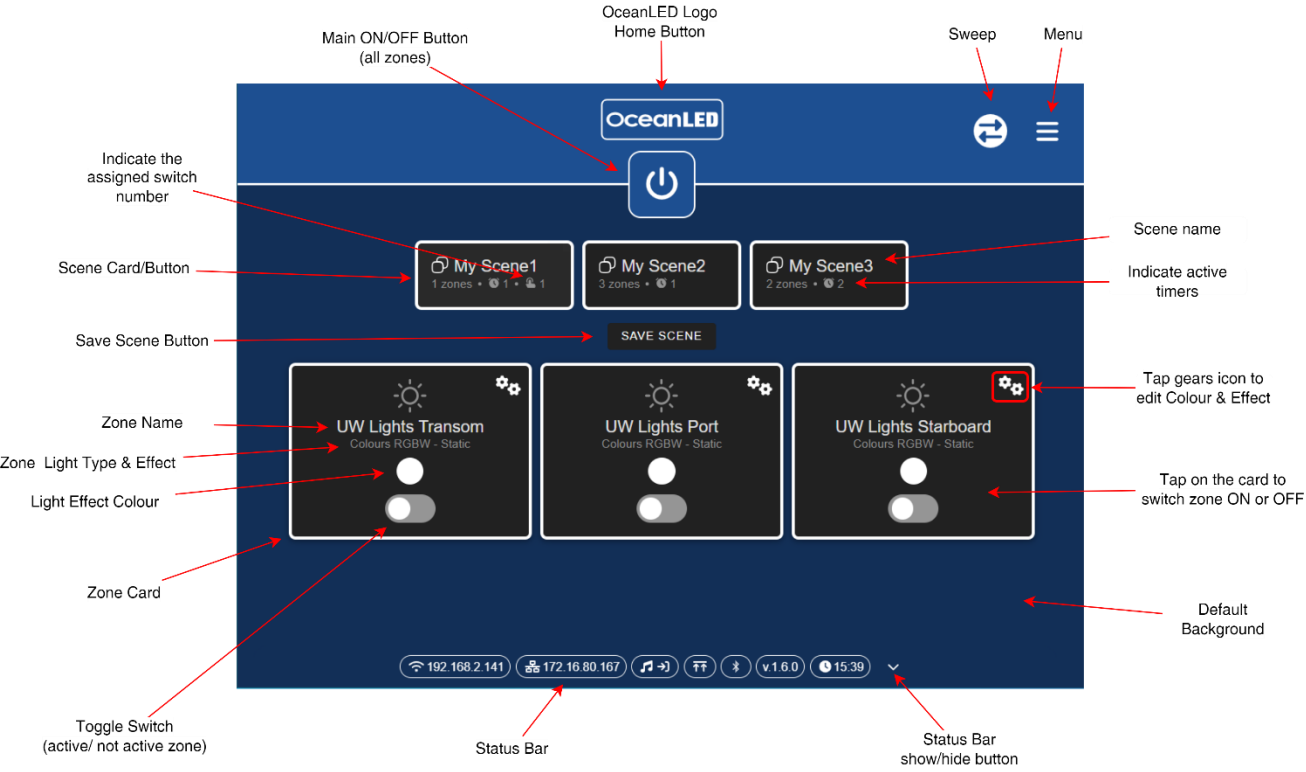 OceanLED Logo
Home Button
Main ON/OFF Button
(all zones)
Sweep
Menu
OceanLED
Indicate the
assigned switch
number
Scene name
Scene Card/Button
My Scene1
1 zones • 1 • 1
My Scene2
3 zones • 1
My Scene3
2 zones • 2
Indicate active
timers
Save Scene Button
SAVE SCENE
Tap gears icon to
edit Colour & Effect
Zone Name
UW Lights Transom
Colours RGBW - Static
UW Lights Port
Colours RGBW - Static
UW Lights Starboard
Colours RGBW - Static
Zone Light Type & Effect
Light Effect Colour
Tap on the card to
switch zone ON or OFF
Zone Card
Default
Background
192.168.2.141
172.16.80.167
v.1.6.0
15:39
Toggle Switch
(active/ not active zone)
Status Bar
Status Bar
show/hide button